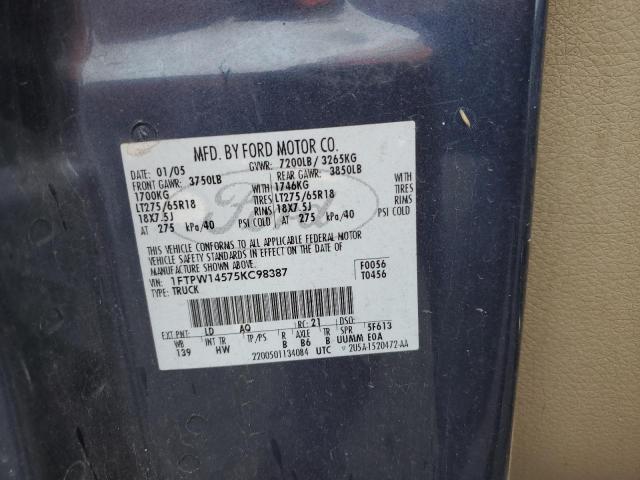 MFD. BY FORD MOTOR CO.
DATE: 01/05 GVWR: 7200LB/ 3265KG
FRONT GAWR: 3750LB REAR GAWR: 3850LB
1700KG WITH 1746KG WITH
LT275/65R18 TIRES LT275/65R18 TIRES
18X7.5J RIMS 18X7.5J RIMS
AT 275 kPa/40 PSI COLD AT 275 kPa/40 PSI COLD
Ford
THIS VEHICLE CONFORMS TO ALL APPLICABLE FEDERAL MOTOR
VEHICLE SAFETY STANDARDS IN EFFECT ON THE DATE OF
MANUFACTURE SHOWN ABOVE.
VIN: 1FTPW14575KC98387 F0056
TYPE: TRUCK T0456
EXT PNT: LD AQ RC: 21 DSO:
WB INT TR TP/PS R AXLE TR SPR 5F613
139 HW B B6 B UUMM E0A
2200501134084 UTC 2U5A-1520472-AA